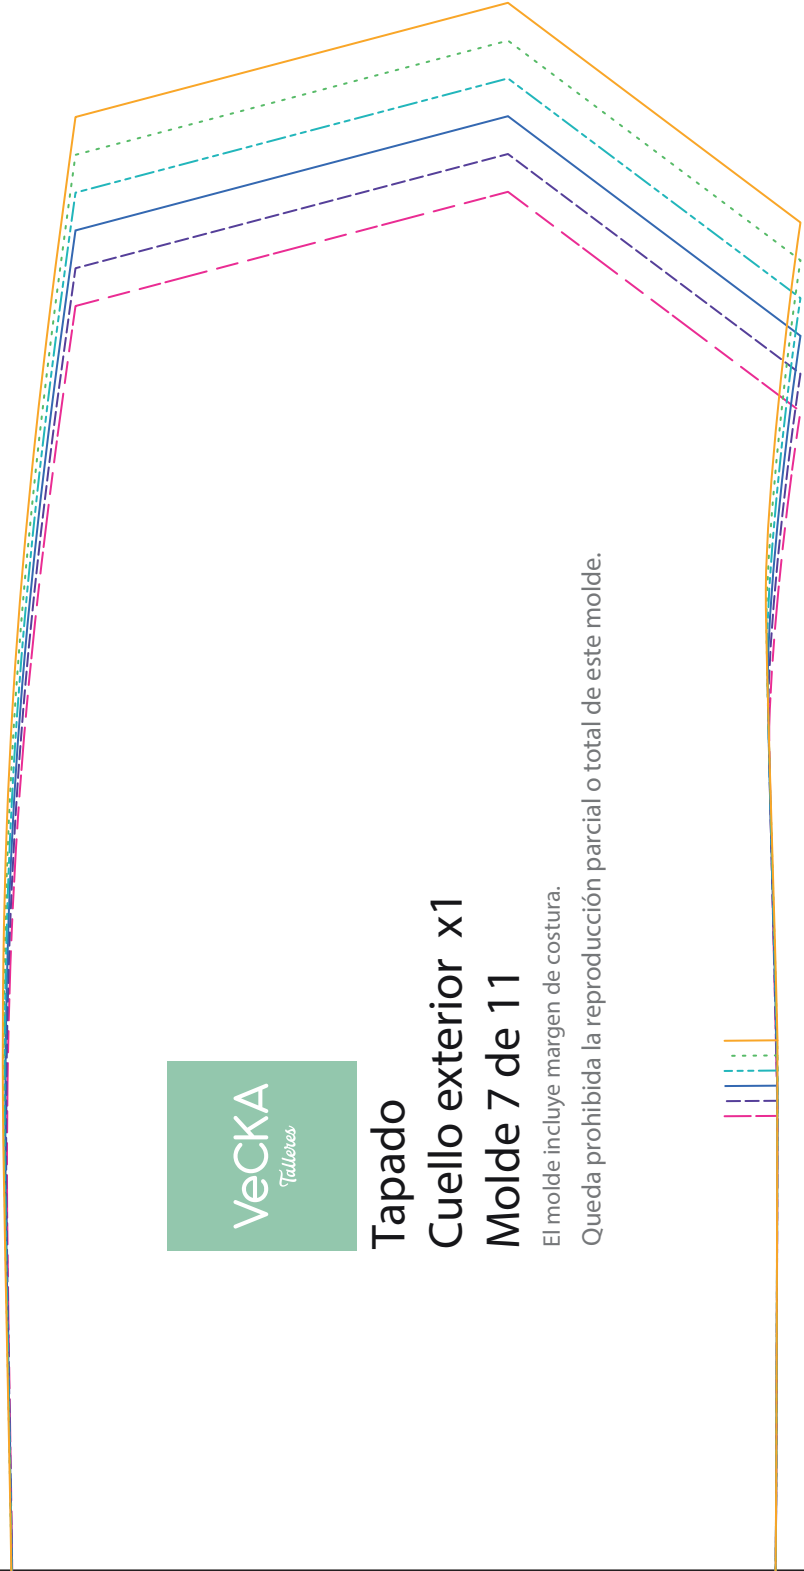 VeCKA
Talleres
Tapado
Cuello exterior x1
Molde 7 de 11
El molde incluye margen de costura.
Queda prohibida la reproducción parcial o total de este molde.